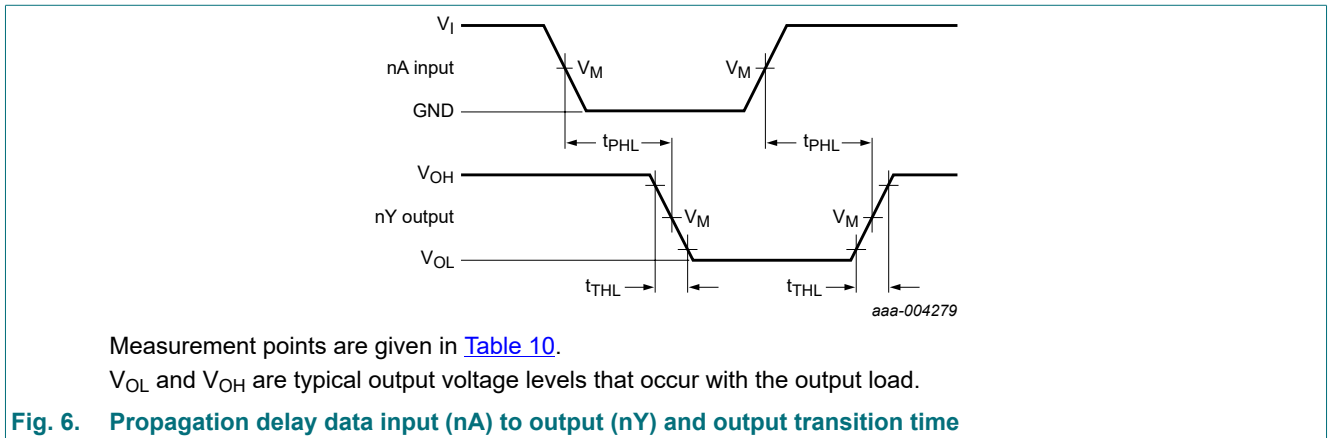 VI
nA input
VM
VM
GND
tPHL
tPHL
VOH
nY output
VM
VM
VOL
tTHL
tTHL
aaa-004279
Measurement points are given in Table 10.
VOL and VOH are typical output voltage levels that occur with the output load.
Fig. 6. Propagation delay data input (nA) to output (nY) and output transition time